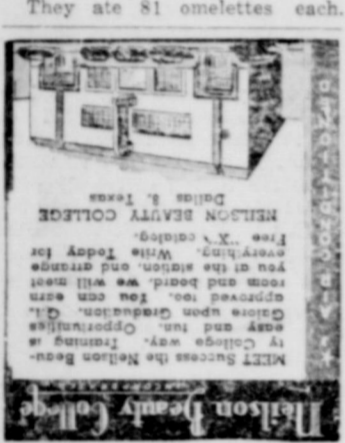 They ate 81 omelettes each.
Neilson Beauty College
MEET Success the Neilson Beau-
ty College way. Training is
easy and fun. Opportunities
Galore upon Graduation. G.I.
approved too. You can earn
room and board, we will meet
you at the station, and arrange
everything. Write Today for
Free "X" catalog.
NEILSON BEAUTY COLLEGE
Dallas 8, Texas